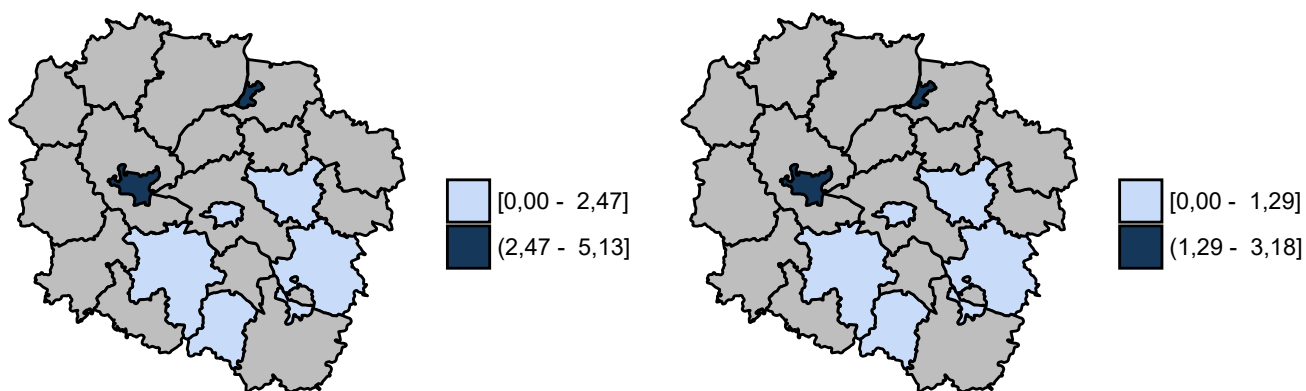 [0,00 - 2,47]
(2,47 - 5,13]
[0,00 - 1,29]
(1,29 - 3,18]